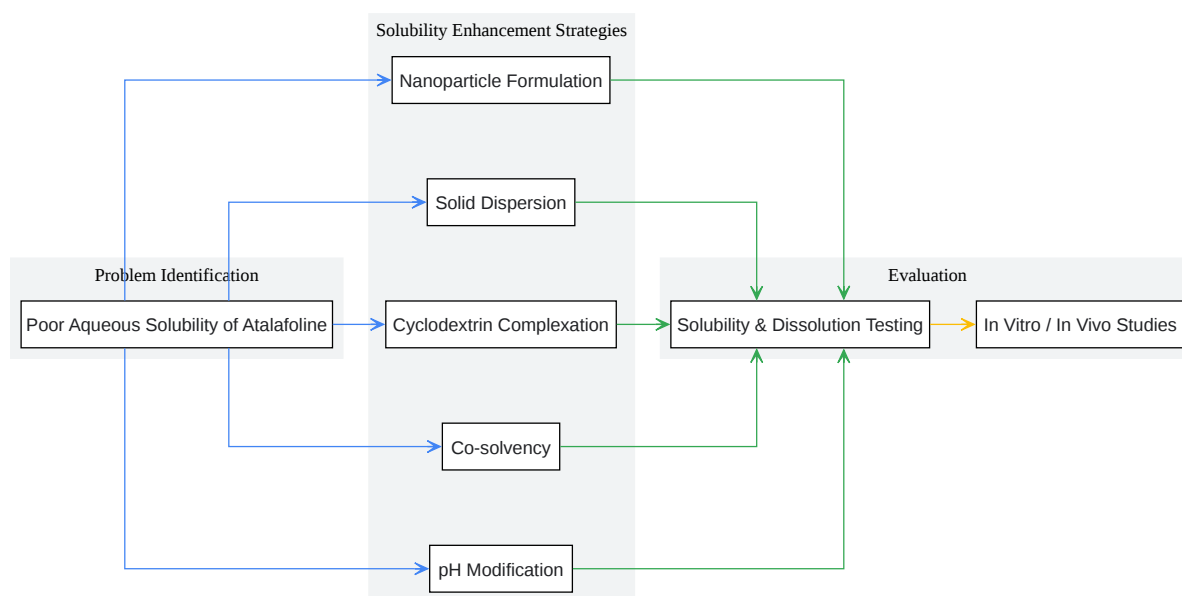 Solubility Enhancement Strategies
Nanoparticle Formulation
Solid Dispersion
Problem Identification
Evaluation
Poor Aqueous Solubility of Atalafoline
Cyclodextrin Complexation
Solubility & Dissolution Testing
In Vitro / In Vivo Studies
Co-solvency
pH Modification